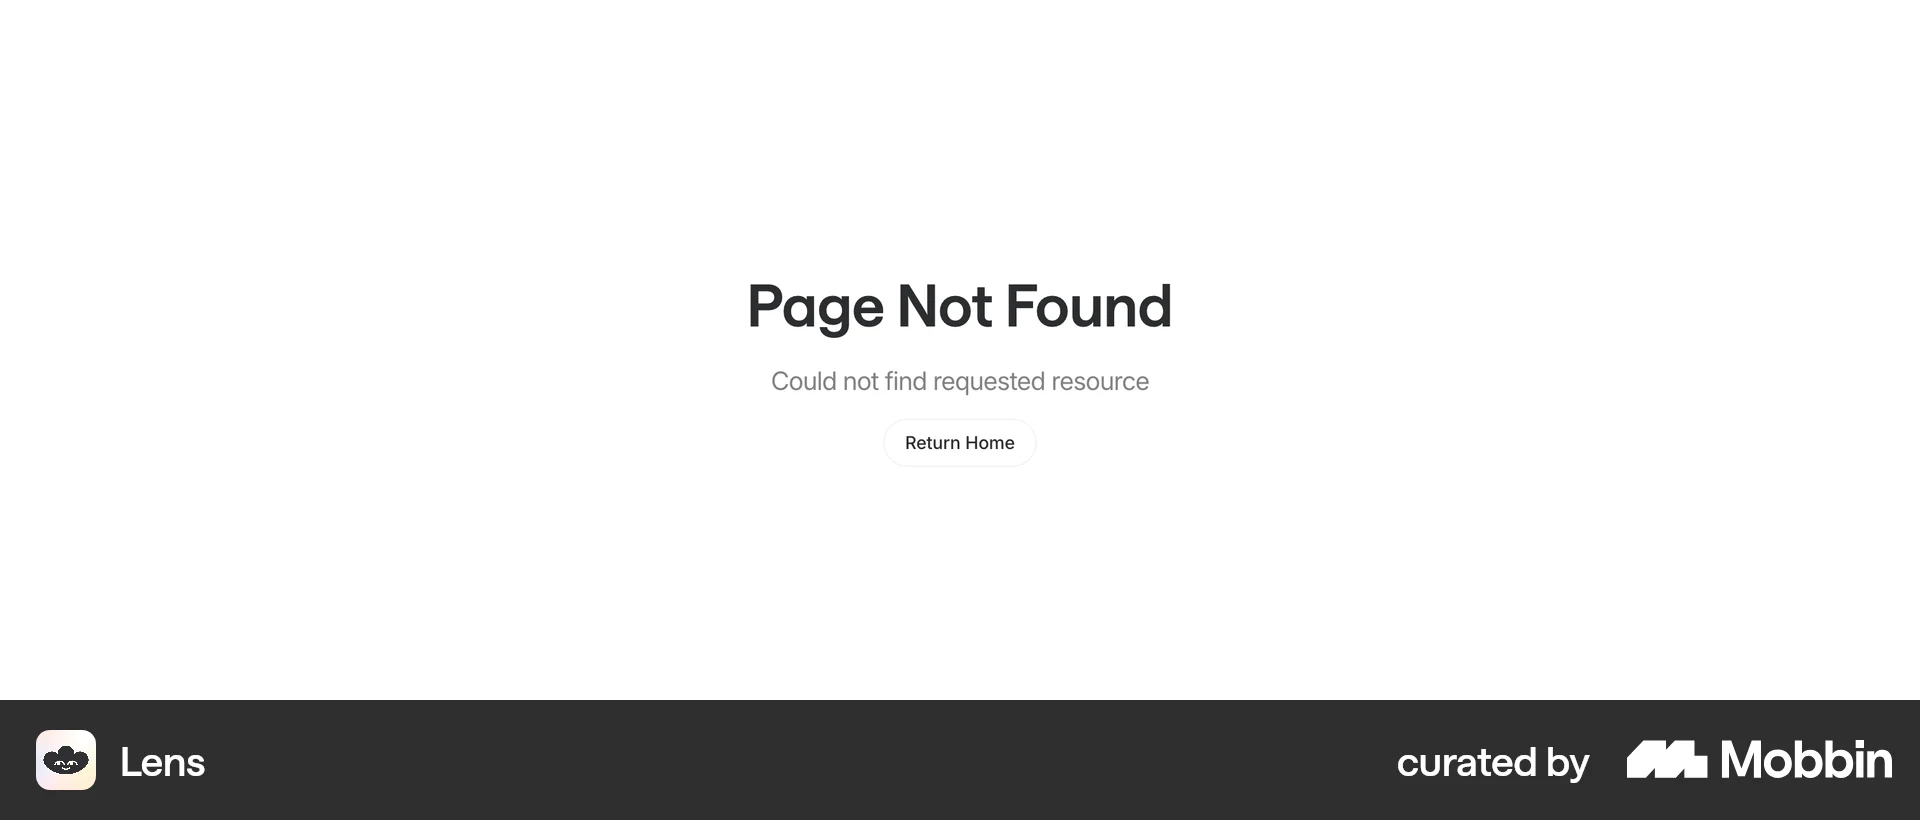 Page Not Found
Could not find requested resource
Return Home
Lens
curated by Mobbin